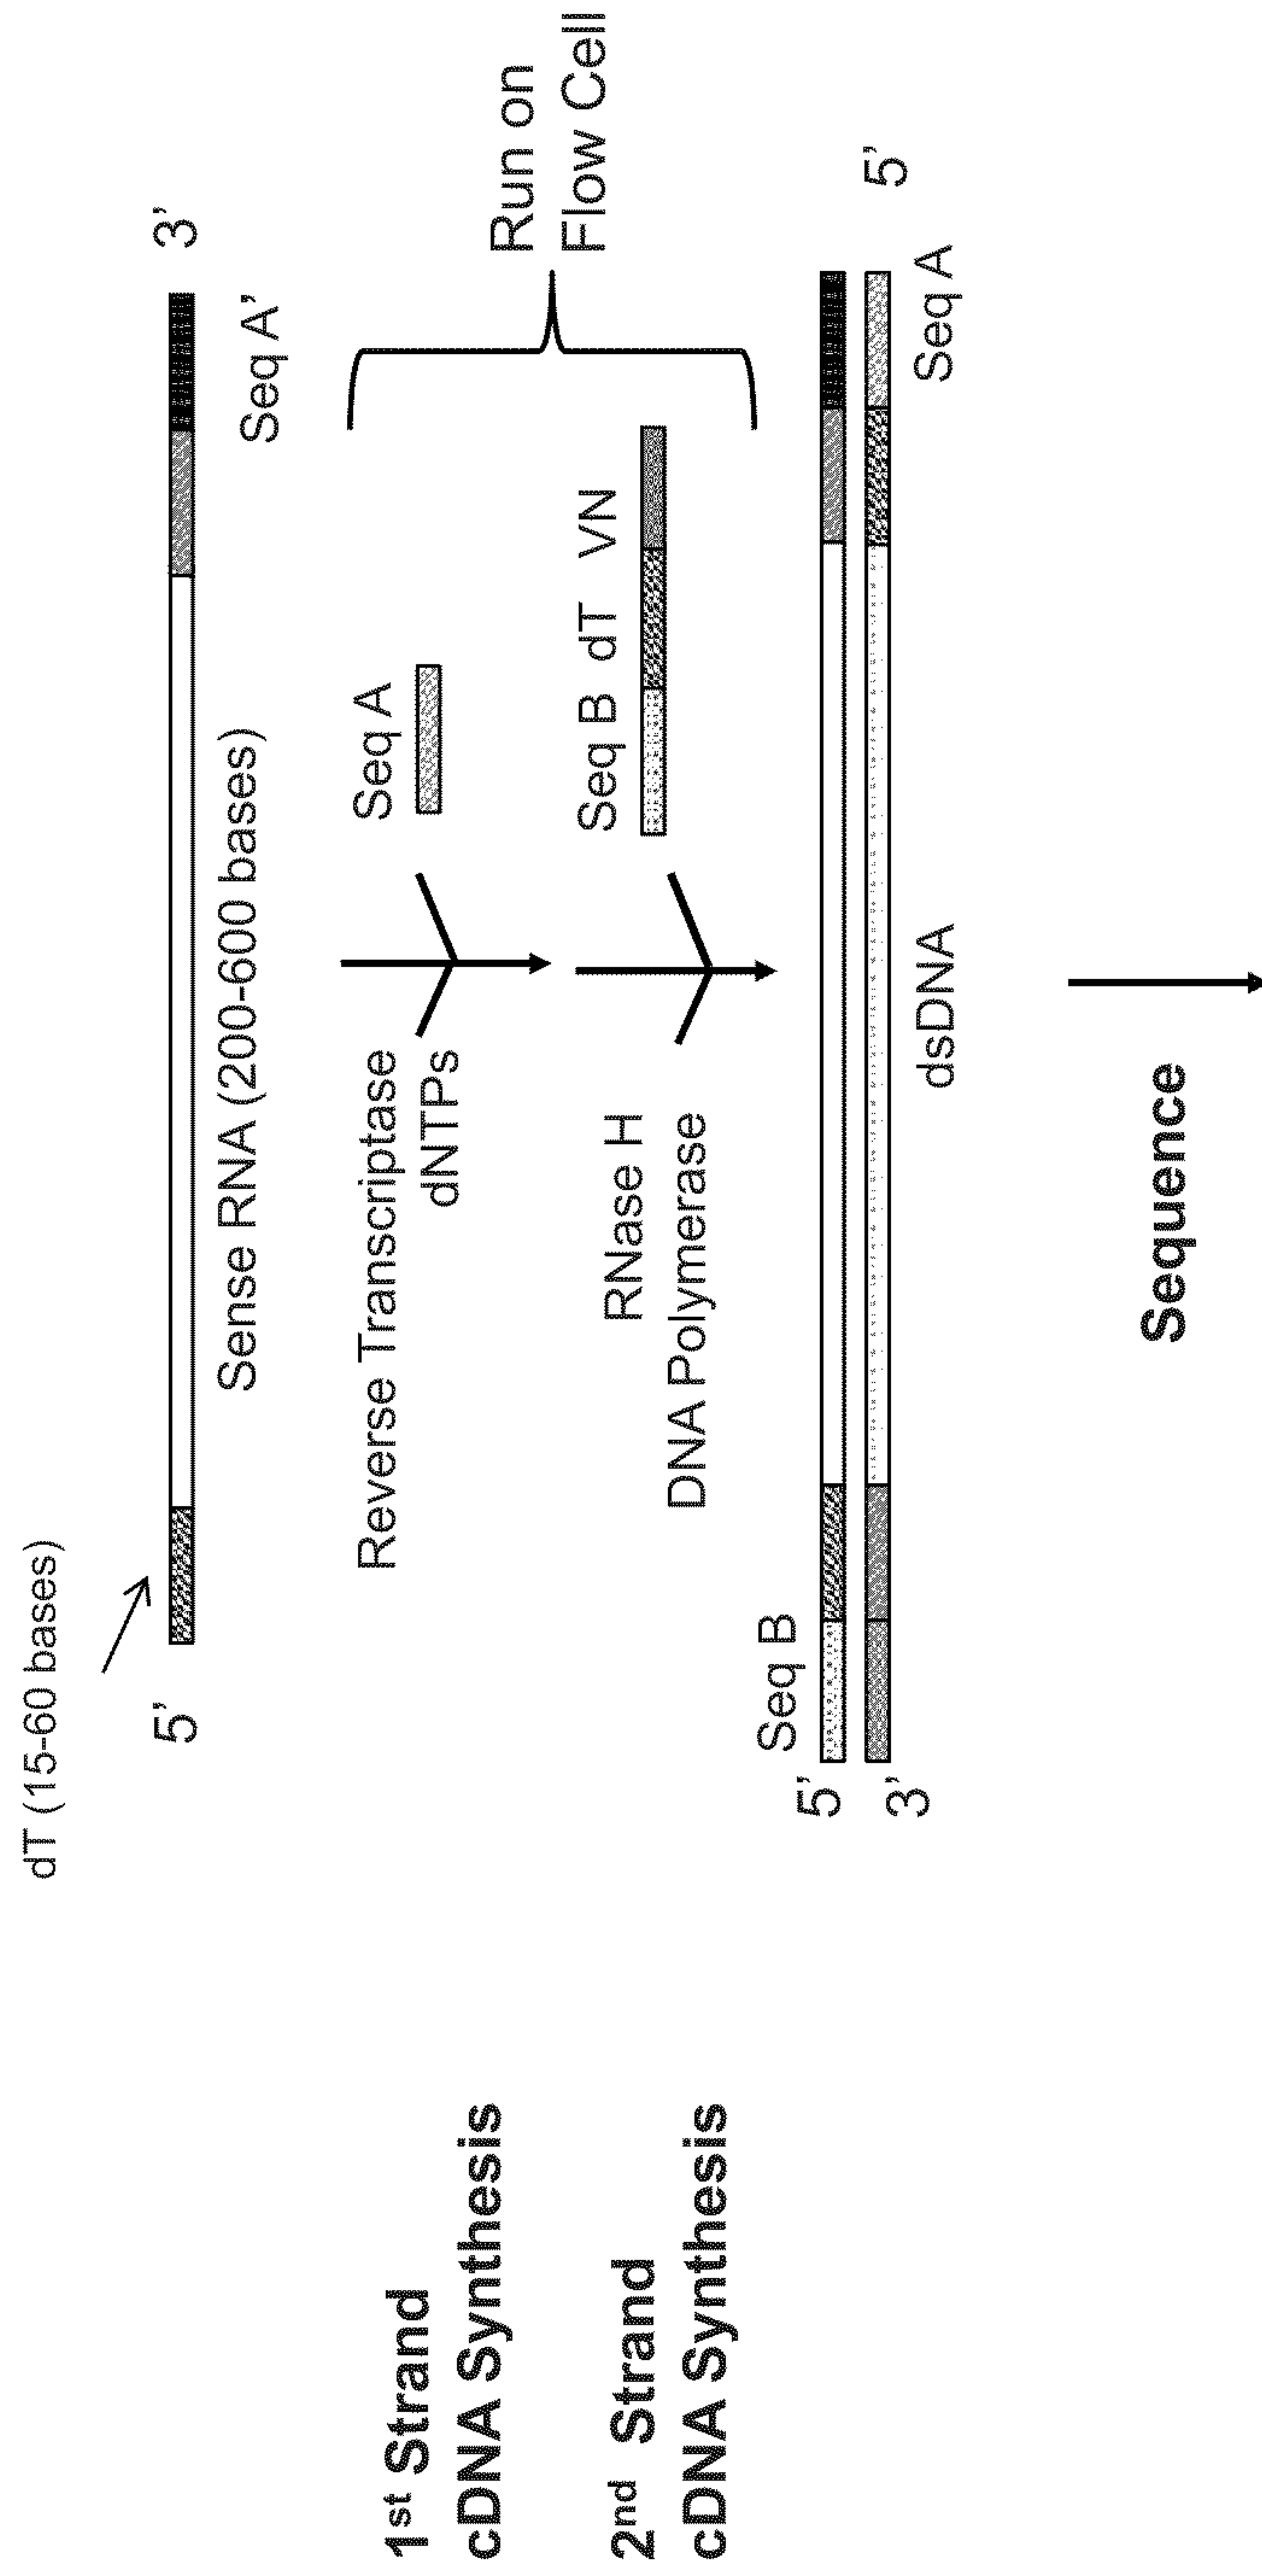 dT (15-60 bases)
5’
3’
Sense RNA (200-600 bases)
Seq A’
1st Strand
cDNA Synthesis
Reverse Transcriptase
dNTPs
Seq A
Run on
Flow Cell
2nd Strand
cDNA Synthesis
RNase H
DNA Polymerase
Seq B dT VN
Seq B
5’
3’
5’
Seq A
dsDNA
Sequence